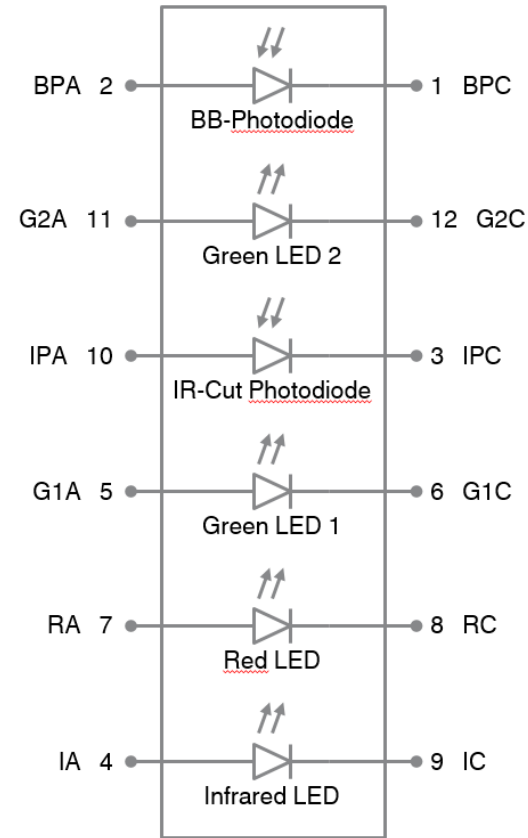 BPA 2 1 BPC
BB-Photodiode
G2A 11 12 G2C
Green LED 2
IPA 10 3 IPC
IR-Cut Photodiode
G1A 5 6 G1C
Green LED 1
RA 7 8 RC
Red LED
IA 4 9 IC
Infrared LED